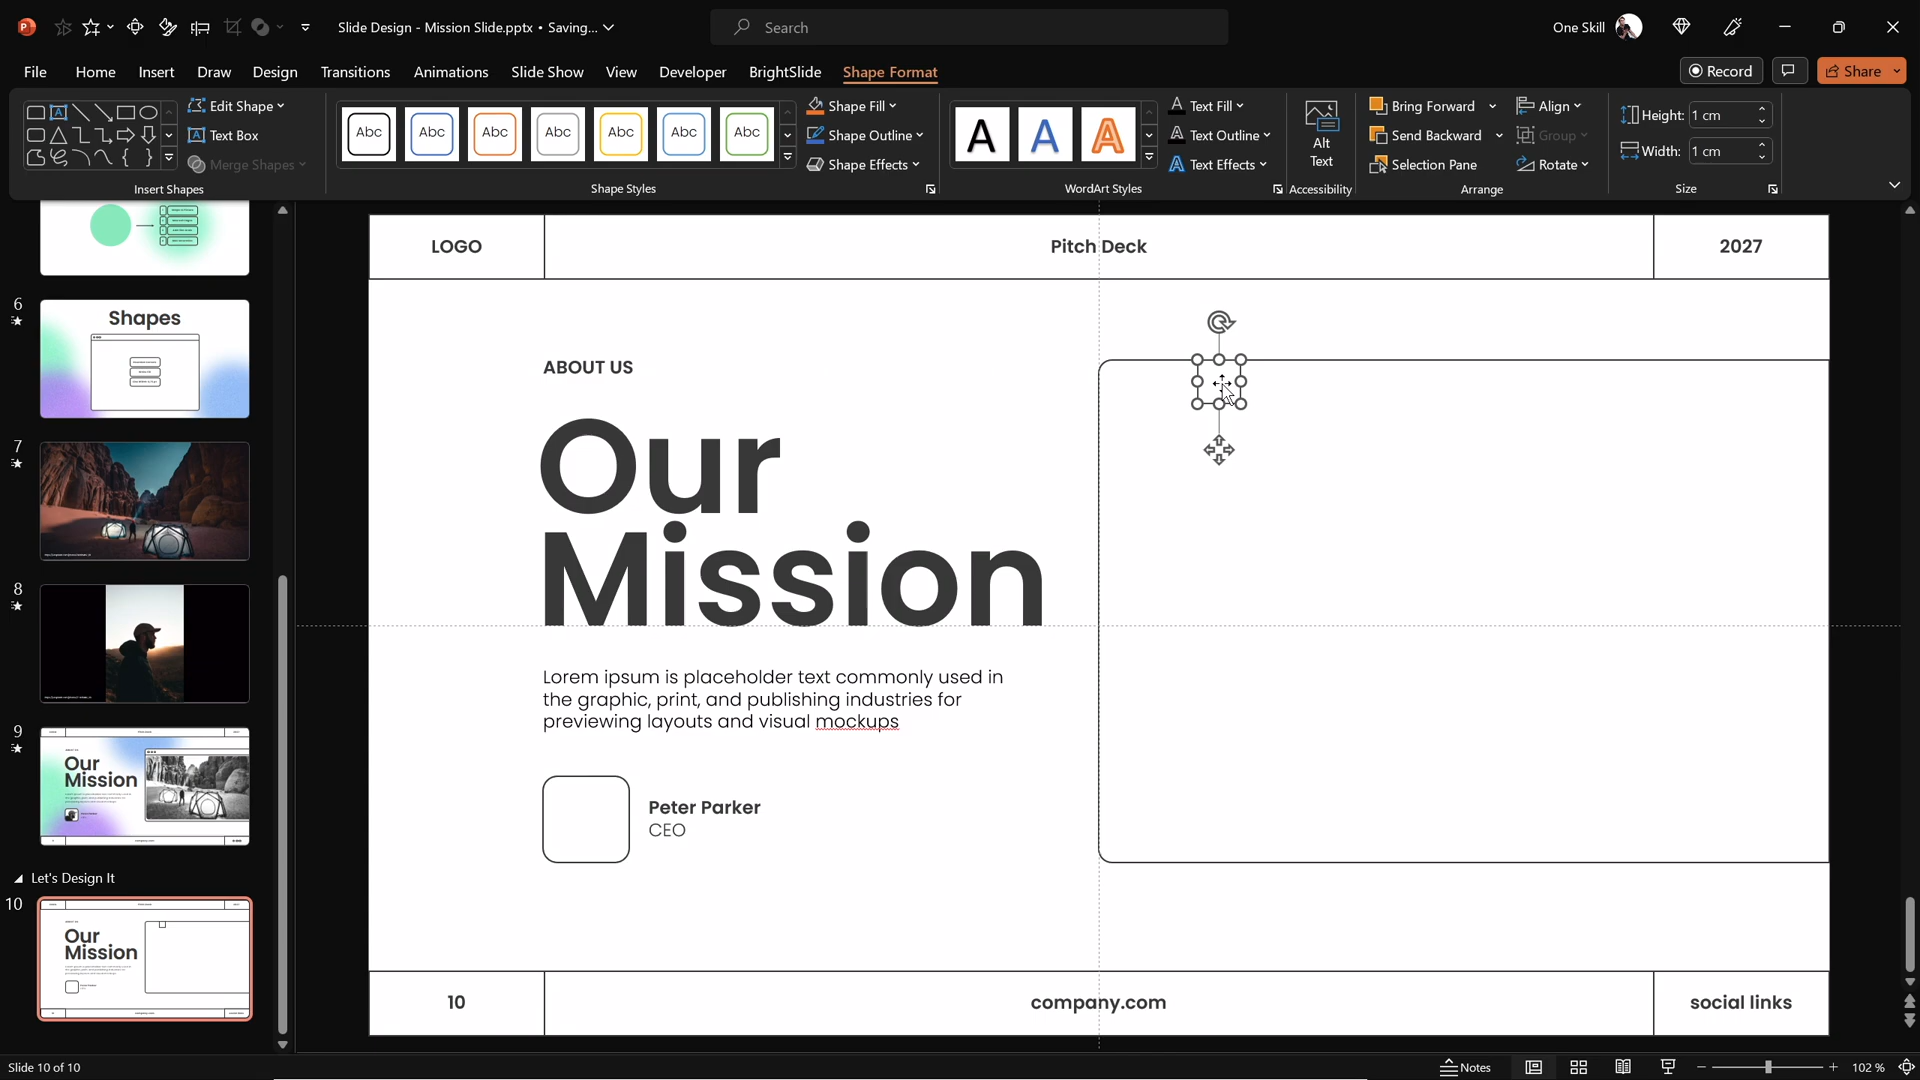 Slide Design - Mission Slide.pptx • Saving...
Search
One Skill
File Home Insert Draw Design Transitions Animations Slide Show View Developer BrightSlide Shape Format
Record
Share
Edit Shape
Text Box
Merge Shapes
Insert Shapes
Abc Abc Abc Abc Abc Abc Abc
Shape Fill
Shape Outline
Shape Effects
Shape Styles
A A A
Text Fill
Text Outline
Text Effects
WordArt Styles
Alt
Text
Accessibility
Bring Forward
Send Backward
Selection Pane
Align
Group
Rotate
Arrange
Height: 1 cm
Width: 1 cm
Size
6
Shapes
7
8
9
Our
Mission
Let's Design It
10
Our
Mission
LOGO
Pitch Deck
2027
ABOUT US
Our
Mission
Lorem ipsum is placeholder text commonly used in
the graphic, print, and publishing industries for
previewing layouts and visual mockups
Peter Parker
CEO
10
company.com
social links
Slide 10 of 10
Notes
102 %